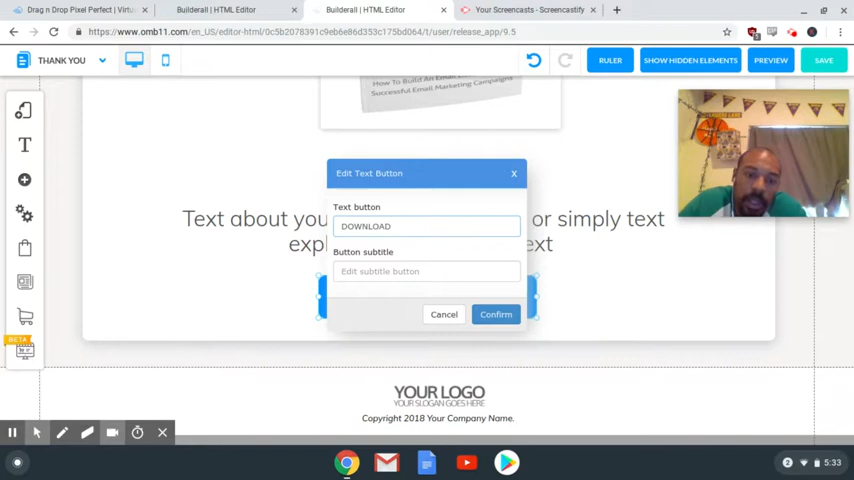 Drag n Drop Pixel Perfect | Virtu
Builderall | HTML Editor
Builderall | HTML Editor
Your Screencasts - Screencastify
https://www.omb11.com/en_US/editor-html/0c5b2078391c9eb6e86d353c175bd064/t/user/release_app/9.5
THANK YOU
RULER
SHOW HIDDEN ELEMENTS
PREVIEW
SAVE
How To Build An Email
Successful Email Marketing Campaigns
Edit Text Button
X
Text button
DOWNLOAD
Button subtitle
Edit subtitle button
Cancel
Confirm
Text about you
or simply text
expl
ext
BETA
YOUR LOGO
YOUR SLOGAN GOES HERE
Copyright 2018 Your Company Name.
2
5:33